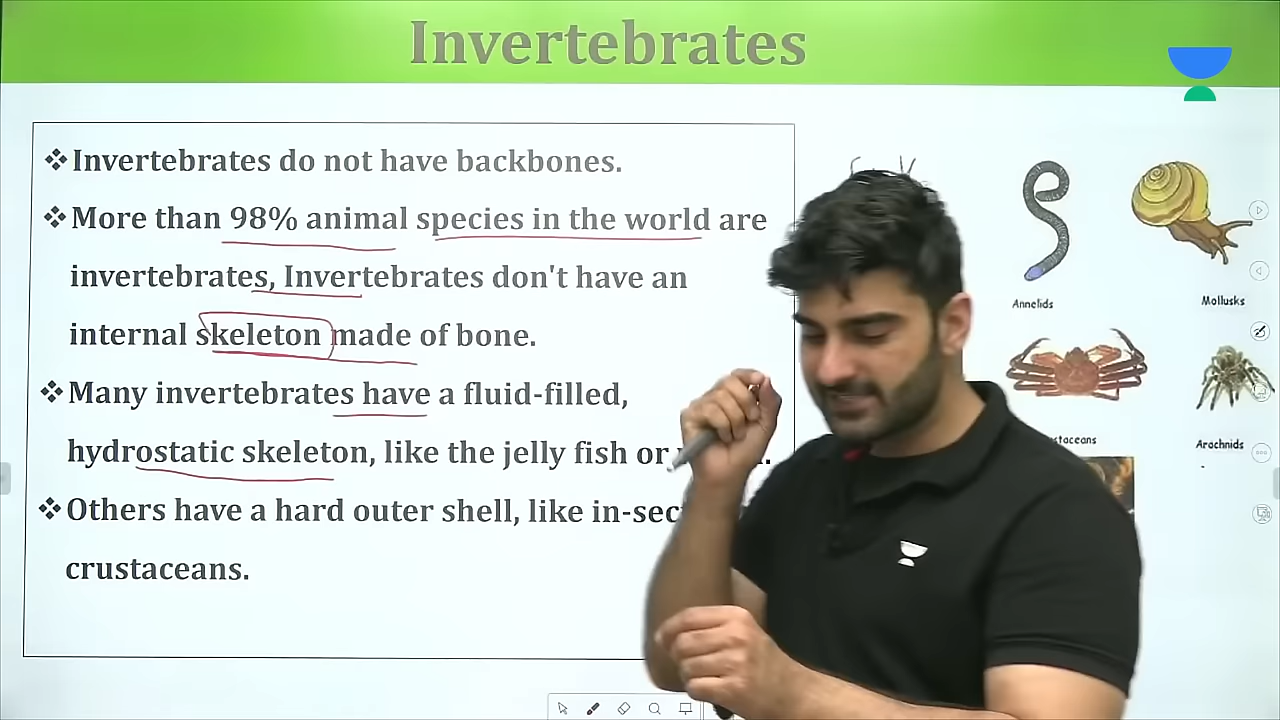 Invertebrates
❖Invertebrates do not have backbones.
❖More than 98% animal species in the world are
invertebrates, Invertebrates don't have an
internal skeleton made of bone.
❖Many invertebrates have a fluid-filled,
hydrostatic skeleton, like the jelly fish or
❖Others have a hard outer shell, like in-sec
crustaceans.
Annelids
Mollusks
staceans
Arachnids